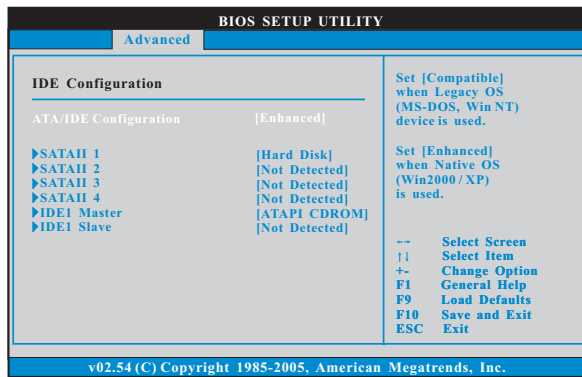 BIOS SETUP UTILITY
Advanced
IDE Configuration
ATA/IDE Configuration [Enhanced]
SATAII 1 [Hard Disk]
SATAII 2 [Not Detected]
SATAII 3 [Not Detected]
SATAII 4 [Not Detected]
IDE1 Master [ATAPI CDROM]
IDE1 Slave [Not Detected]
Set [Compatible]
when Legacy OS
(MS-DOS, Win NT)
device is used.
Set [Enhanced]
when Native OS
(Win2000 / XP)
is used.
←→ Select Screen
↑↓ Select Item
+- Change Option
F1 General Help
F9 Load Defaults
F10 Save and Exit
ESC Exit
v02.54 (C) Copyright 1985-2005, American Megatrends, Inc.